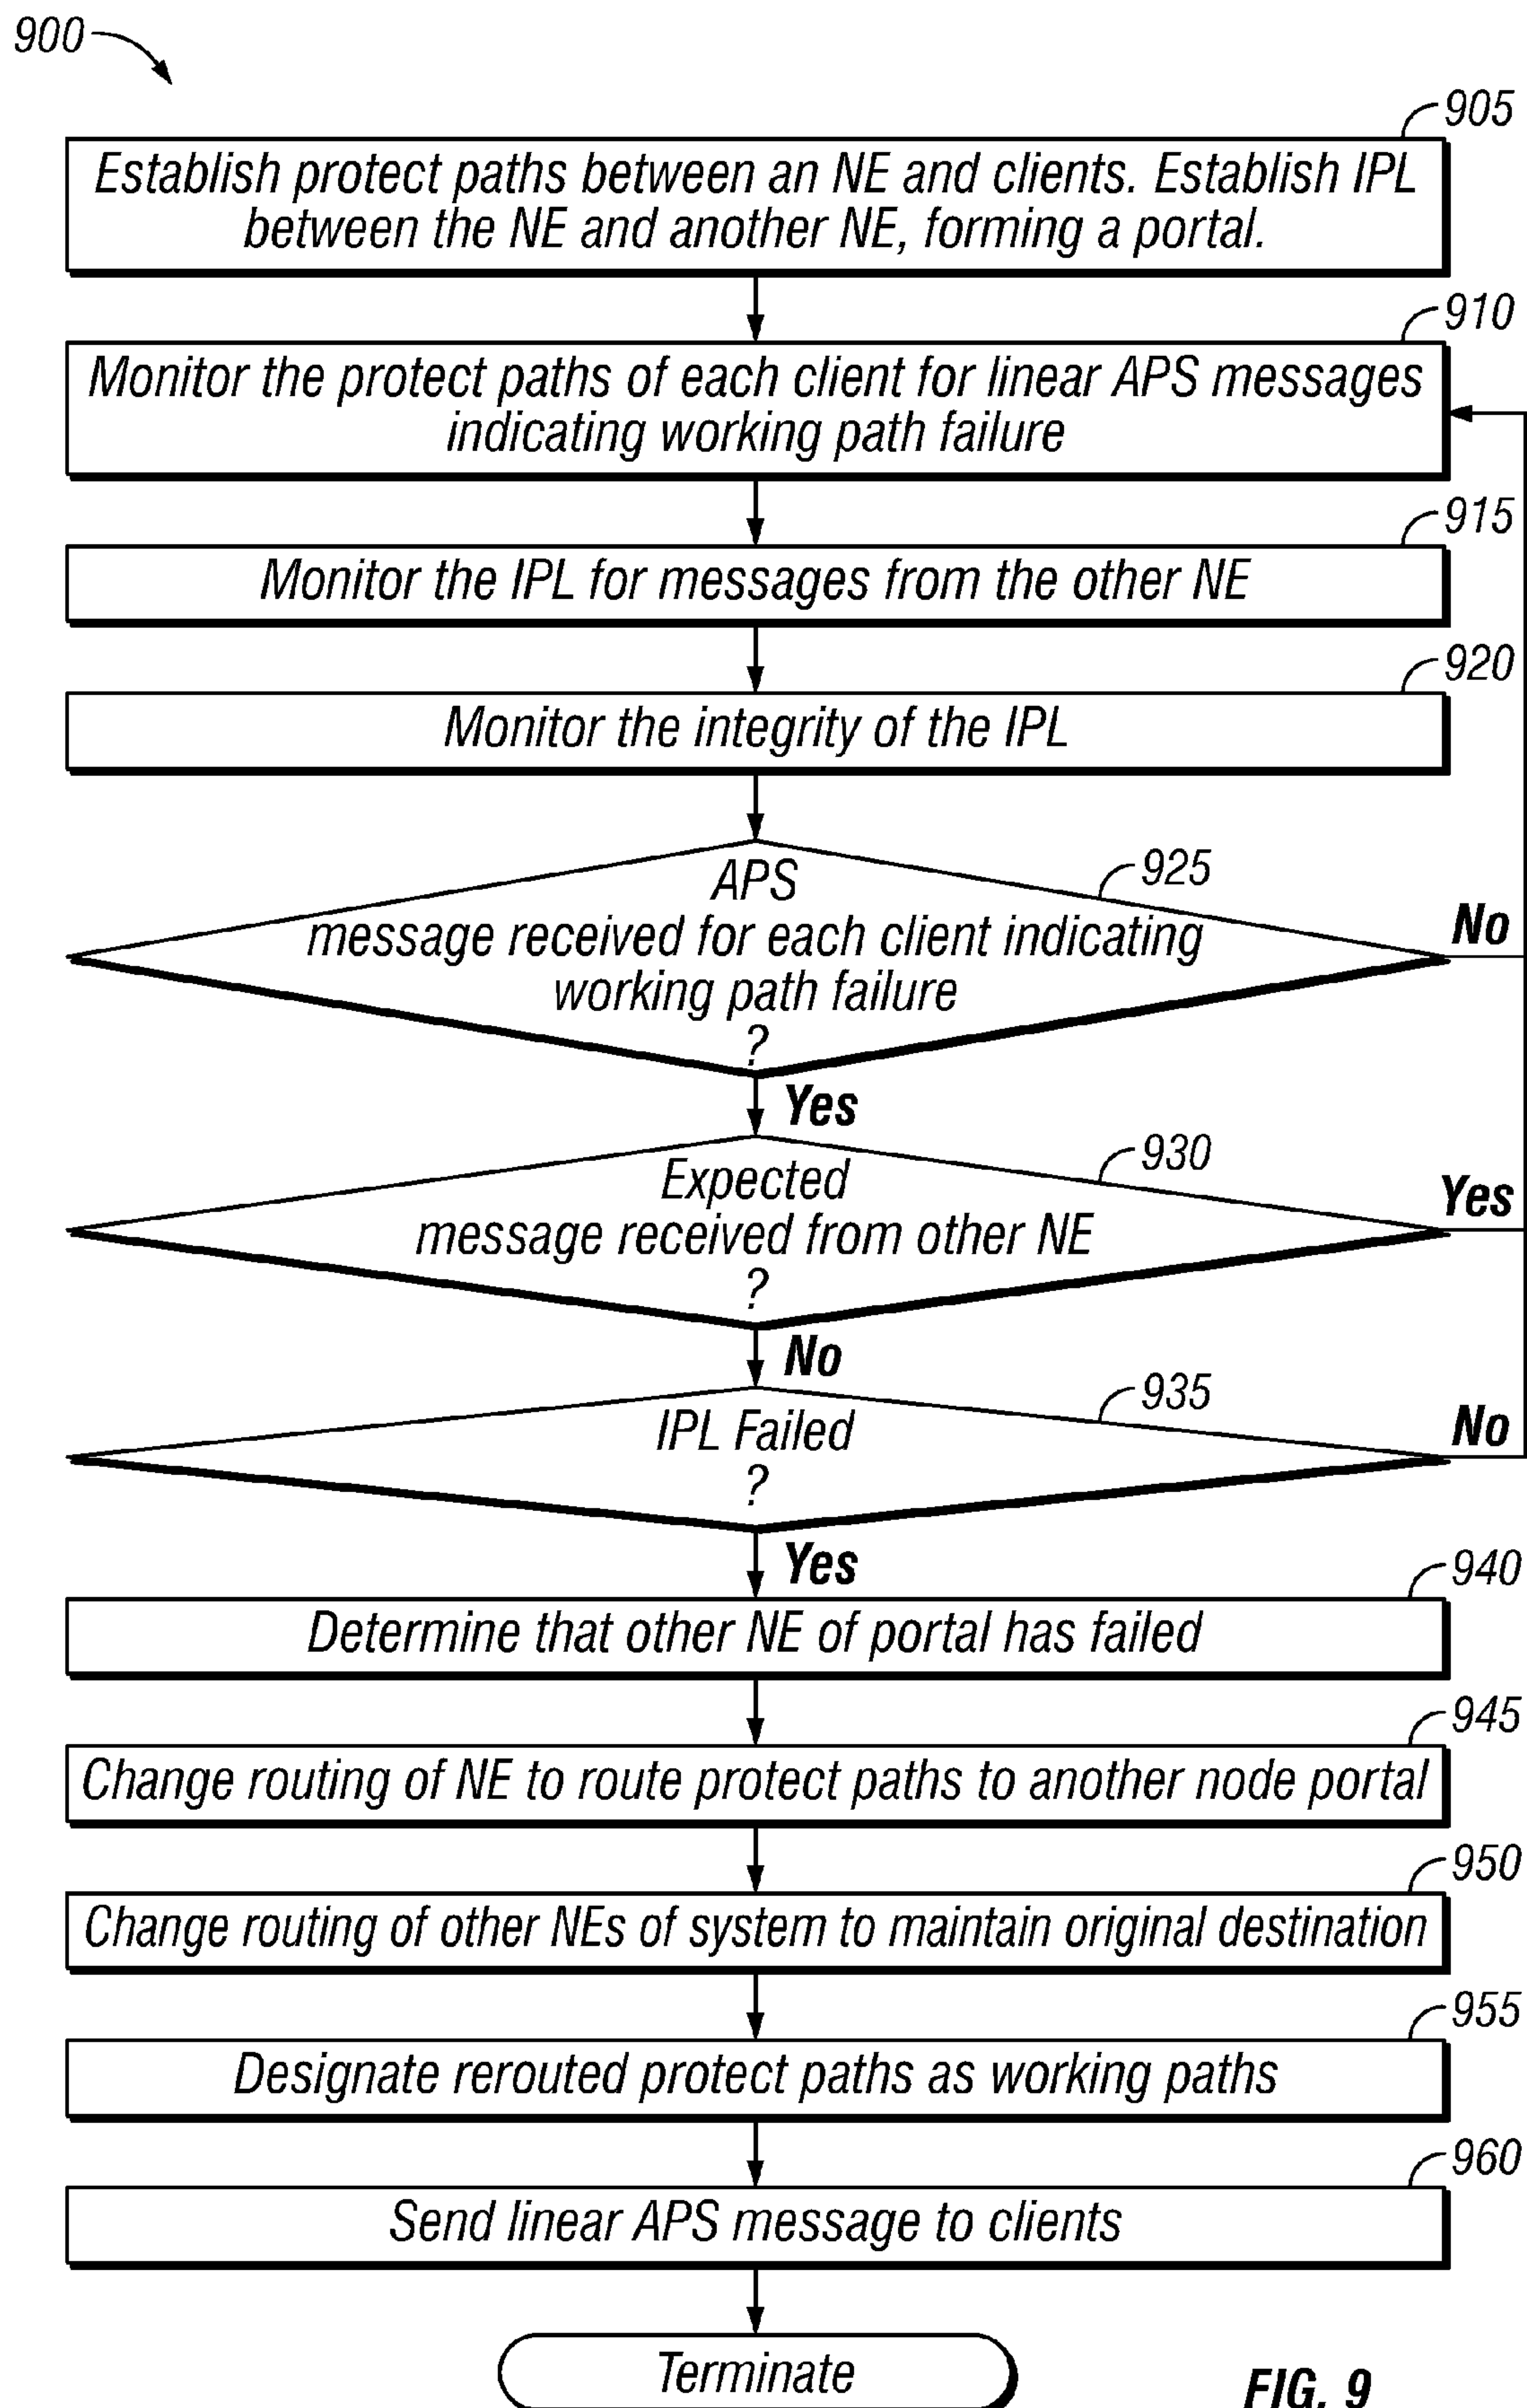 900
905
Establish protect paths between an NE and clients. Establish IPL
between the NE and another NE, forming a portal.
910
Monitor the protect paths of each client for linear APS messages
indicating working path failure
915
Monitor the IPL for messages from the other NE
920
Monitor the integrity of the IPL
925
APS
message received for each client indicating
working path failure
?
No
Yes
930
Expected
message received from other NE
?
Yes
No
935
IPL Failed
?
No
Yes
940
Determine that other NE of portal has failed
945
Change routing of NE to route protect paths to another node portal
950
Change routing of other NEs of system to maintain original destination
955
Designate rerouted protect paths as working paths
960
Send linear APS message to clients
Terminate
FIG. 9